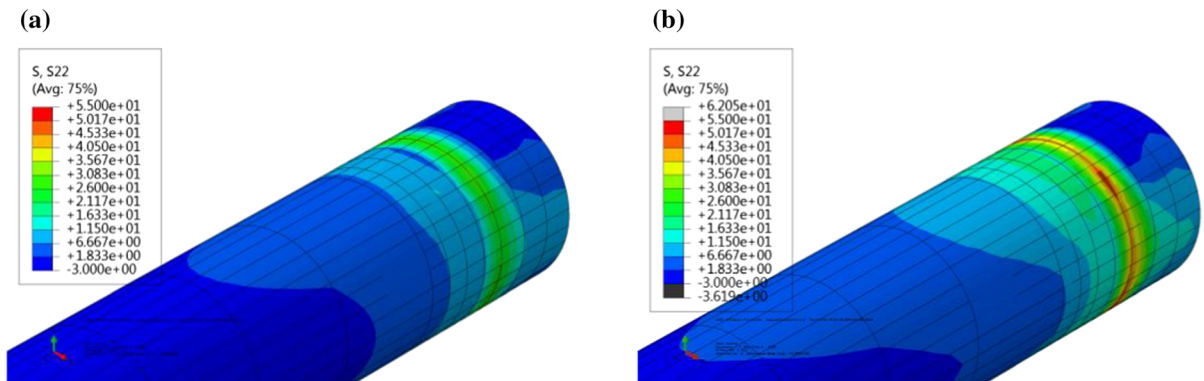 (a)
S, S22
(Avg: 75%)
+5.500e+01
+5.017e+01
+4.533e+01
+4.050e+01
+3.567e+01
+3.083e+01
+2.600e+01
+2.117e+01
+1.633e+01
+1.150e+01
+6.667e+00
+1.833e+00
-3.000e+00
(b)
S, S22
(Avg: 75%)
+6.205e+01
+5.500e+01
+5.017e+01
+4.533e+01
+4.050e+01
+3.567e+01
+3.083e+01
+2.600e+01
+2.117e+01
+1.633e+01
+1.150e+01
+6.667e+00
+1.833e+00
-3.000e+00
-3.619e+00